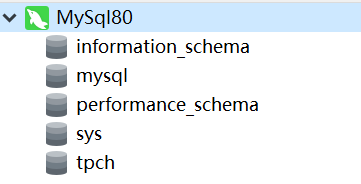 MySql80
information_schema
mysql
performance_schema
sys
tpch